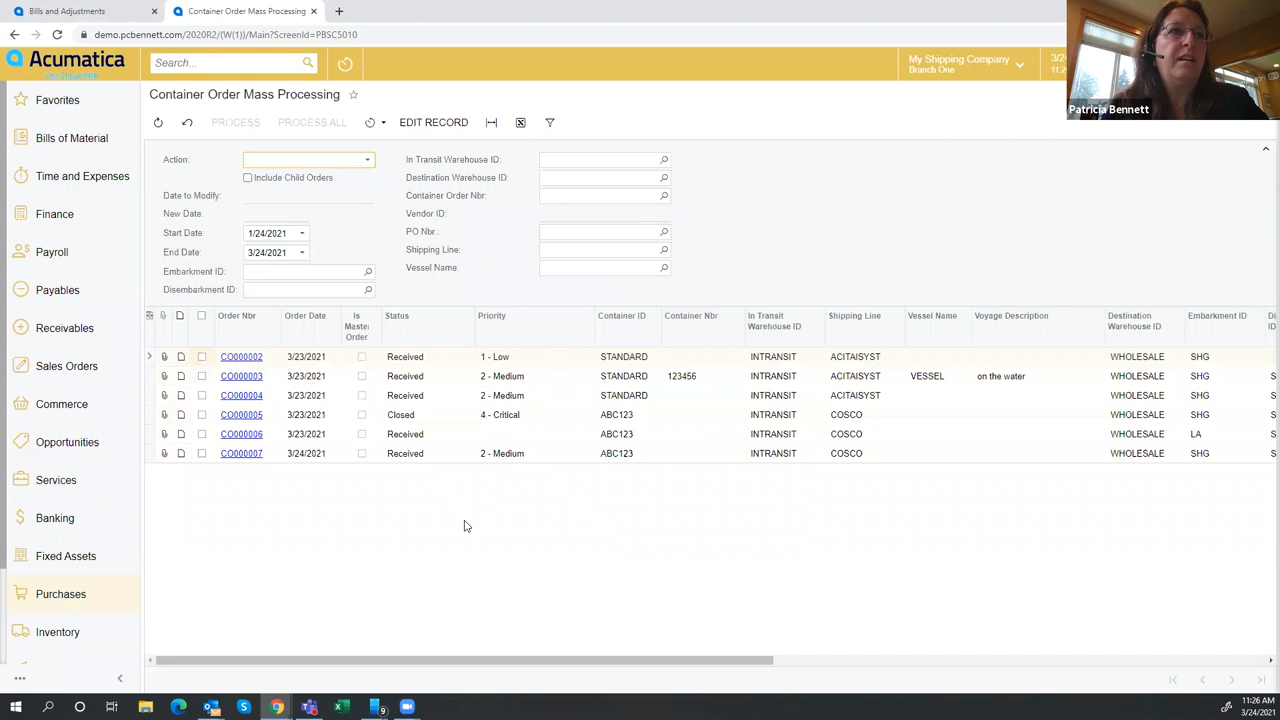 Bills and Adjustments
Container Order Mass Processing
demo.pcbennett.com/2020R2/(W(1))/Main?ScreenId=PBSC5010
Acumatica
The Cloud ERP
Search...
My Shipping Company
Branch One
Patricia Bennett
Favorites
Bills of Material
Time and Expenses
Finance
Payroll
Payables
Receivables
Sales Orders
Commerce
Opportunities
Services
Banking
Fixed Assets
Purchases
Inventory
Container Order Mass Processing
PROCESS PROCESS ALL EDIT RECORD
Action:
Include Child Orders
Date to Modify:
New Date:
Start Date: 1/24/2021
End Date: 3/24/2021
Embarkment ID:
Disembarkment ID:
In Transit Warehouse ID:
Destination Warehouse ID:
Container Order Nbr:
Vendor ID:
PO Nbr.:
Shipping Line:
Vessel Name:
Order Nbr Order Date Is Master Order Status Priority Container ID Container Nbr In Transit Warehouse ID Shipping Line Vessel Name Voyage Description Destination Warehouse ID Embarkment ID
CO000002 3/23/2021 Received 1 - Low STANDARD INTRANSIT ACITAISYST WHOLESALE SHG
CO000003 3/23/2021 Received 2 - Medium STANDARD 123456 INTRANSIT ACITAISYST VESSEL on the water WHOLESALE SHG S
CO000004 3/23/2021 Received 2 - Medium STANDARD INTRANSIT ACITAISYST WHOLESALE SHG
CO000005 3/23/2021 Closed 4 - Critical ABC123 INTRANSIT COSCO WHOLESALE SHG S
CO000006 3/23/2021 Received ABC123 INTRANSIT COSCO WHOLESALE LA S
CO000007 3/24/2021 Received 2 - Medium ABC123 INTRANSIT COSCO WHOLESALE SHG S
9
11:26 AM
3/24/2021